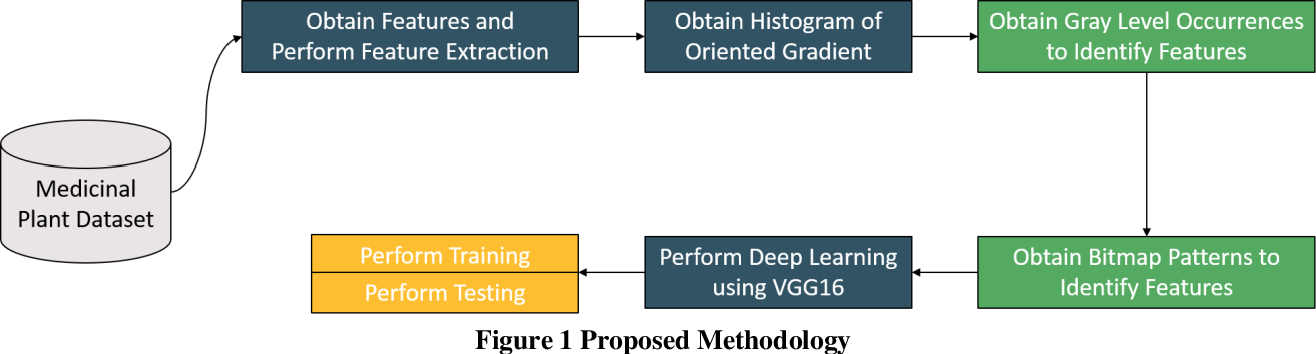 Medicinal
Plant Dataset
Obtain Features and
Perform Feature Extraction
Obtain Histogram of
Oriented Gradient
Obtain Gray Level Occurrences
to Identify Features
Obtain Bitmap Patterns to
Identify Features
Perform Deep Learning
using VGG16
Perform Training
Perform Testing
Figure 1 Proposed Methodology